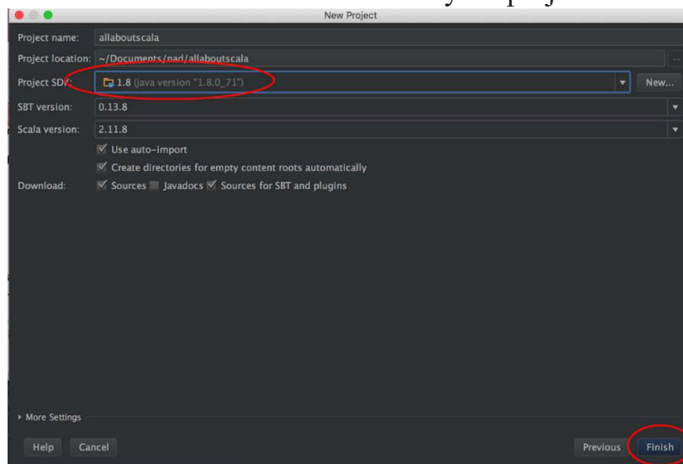 New Project
Project name: allaboutscala
Project location: ~/Documents/nad/allaboutscala ...
Project SDK: 1.8 (java version "1.8.0_71") New...
SBT version: 0.13.8
Scala version: 2.11.8
Use auto-import
Create directories for empty content roots automatically
Download: Sources Javadocs Sources for SBT and plugins
More Settings
Help Cancel Previous Finish